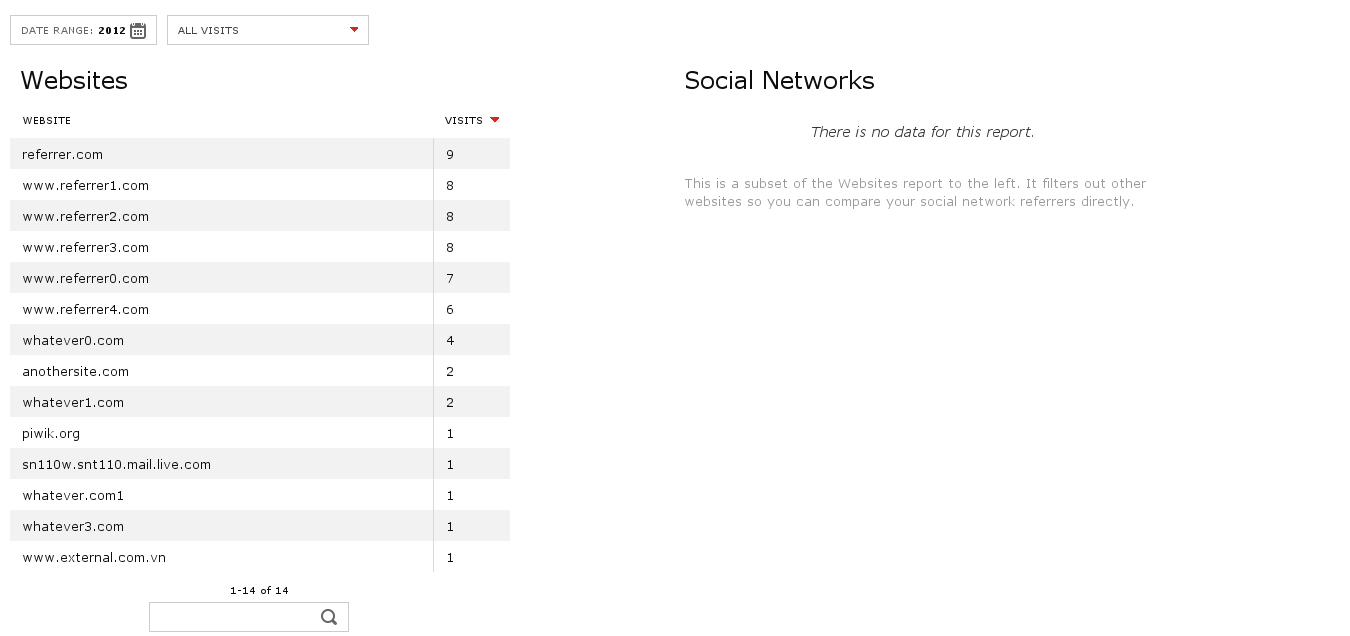 DATE RANGE: 2012
ALL VISITS
Websites
WEBSITE VISITS
referrer.com 9
www.referrer1.com 8
www.referrer2.com 8
www.referrer3.com 8
www.referrer0.com 7
www.referrer4.com 6
whatever0.com 4
anothersite.com 2
whatever1.com 2
piwik.org 1
sn110w.snt110.mail.live.com 1
whatever.com1 1
whatever3.com 1
www.external.com.vn 1
1-14 of 14
Social Networks
There is no data for this report.
This is a subset of the Websites report to the left. It filters out other
websites so you can compare your social network referrers directly.